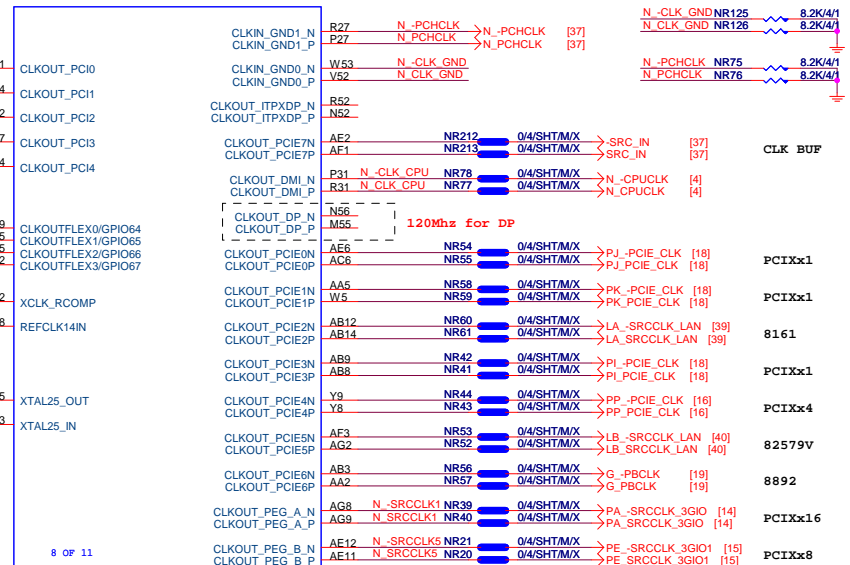 N_-CLK_GND NR125 8.2K/4/1
N_CLK_GND NR126 8.2K/4/1
CLKIN_GND1_N R27 N_-PCHCLK N_-PCHCLK [37]
CLKIN_GND1_P P27 N_PCHCLK N_PCHCLK [37]
CLKOUT_PCI0 CLKIN_GND0_N W53 N_-CLK_GND N_-PCHCLK NR75 8.2K/4/1
CLKIN_GND0_P V52 N_CLK_GND N_PCHCLK NR76 8.2K/4/1
CLKOUT_PCI1
CLKOUT_ITPXDP_N R52
CLKOUT_PCI2 CLKOUT_ITPXDP_P N52
CLKOUT_PCI3 CLKOUT_PCIE7N AE2 NR212 0/4/SHT/M/X -SRC_IN [37]
CLKOUT_PCIE7P AF1 NR213 0/4/SHT/M/X SRC_IN [37] CLK BUF
CLKOUT_PCI4 CLKOUT_DMI_N P31 N_-CLK_CPU NR78 0/4/SHT/M/X N_-CPUCLK [4]
CLKOUT_DMI_P R31 N_CLK_CPU NR77 0/4/SHT/M/X N_CPUCLK [4]
CLKOUT_DP_N N56
CLKOUTFLEX0/GPIO64 CLKOUT_DP_P M55 120Mhz for DP
CLKOUTFLEX1/GPIO65
CLKOUTFLEX2/GPIO66 CLKOUT_PCIE0N AE6 NR54 0/4/SHT/M/X PJ_-PCIE_CLK [18]
CLKOUTFLEX3/GPIO67 CLKOUT_PCIE0P AC6 NR55 0/4/SHT/M/X PJ_PCIE_CLK [18] PCIXx1
CLKOUT_PCIE1N AA5 NR58 0/4/SHT/M/X PK_-PCIE_CLK [18]
XCLK_RCOMP CLKOUT_PCIE1P W5 NR59 0/4/SHT/M/X PK_PCIE_CLK [18] PCIXx1
REFCLK14IN CLKOUT_PCIE2N AB12 NR60 0/4/SHT/M/X LA_-SRCCLK_LAN [39]
CLKOUT_PCIE2P AB14 NR61 0/4/SHT/M/X LA_SRCCLK_LAN [39] 8161
CLKOUT_PCIE3N AB9 NR42 0/4/SHT/M/X PI_-PCIE_CLK [18]
CLKOUT_PCIE3P AB8 NR41 0/4/SHT/M/X PI_PCIE_CLK [18] PCIXx1
XTAL25_OUT CLKOUT_PCIE4N Y9 NR44 0/4/SHT/M/X PP_-PCIE_CLK [16]
CLKOUT_PCIE4P Y8 NR43 0/4/SHT/M/X PP_PCIE_CLK [16] PCIXx4
XTAL25_IN
CLKOUT_PCIE5N AF3 NR53 0/4/SHT/M/X LB_-SRCCLK_LAN [40]
CLKOUT_PCIE5P AG2 NR52 0/4/SHT/M/X LB_SRCCLK_LAN [40] 82579V
CLKOUT_PCIE6N AB3 NR56 0/4/SHT/M/X G_-PBCLK [19]
CLKOUT_PCIE6P AA2 NR57 0/4/SHT/M/X G_PBCLK [19] 8892
CLKOUT_PEG_A_N AG8 N_-SRCCLK1 NR39 0/4/SHT/M/X PA_-SRCCLK_3GIO [14]
CLKOUT_PEG_A_P AG9 N_SRCCLK1 NR40 0/4/SHT/M/X PA_SRCCLK_3GIO [14] PCIXx16
8 OF 11 CLKOUT_PEG_B_N AE12 N_-SRCCLK5 NR21 0/4/SHT/M/X PE_-SRCCLK_3GIO1 [15]
CLKOUT_PEG_B_P AE11 N_SRCCLK5 NR20 0/4/SHT/M/X PE_SRCCLK_3GIO1 [15] PCIXx8